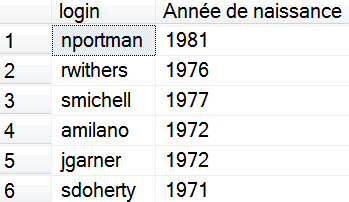 login Année de naissance
1 nportman 1981
2 rwithers 1976
3 smichell 1977
4 amilano 1972
5 jgarner 1972
6 sdoherty 1971